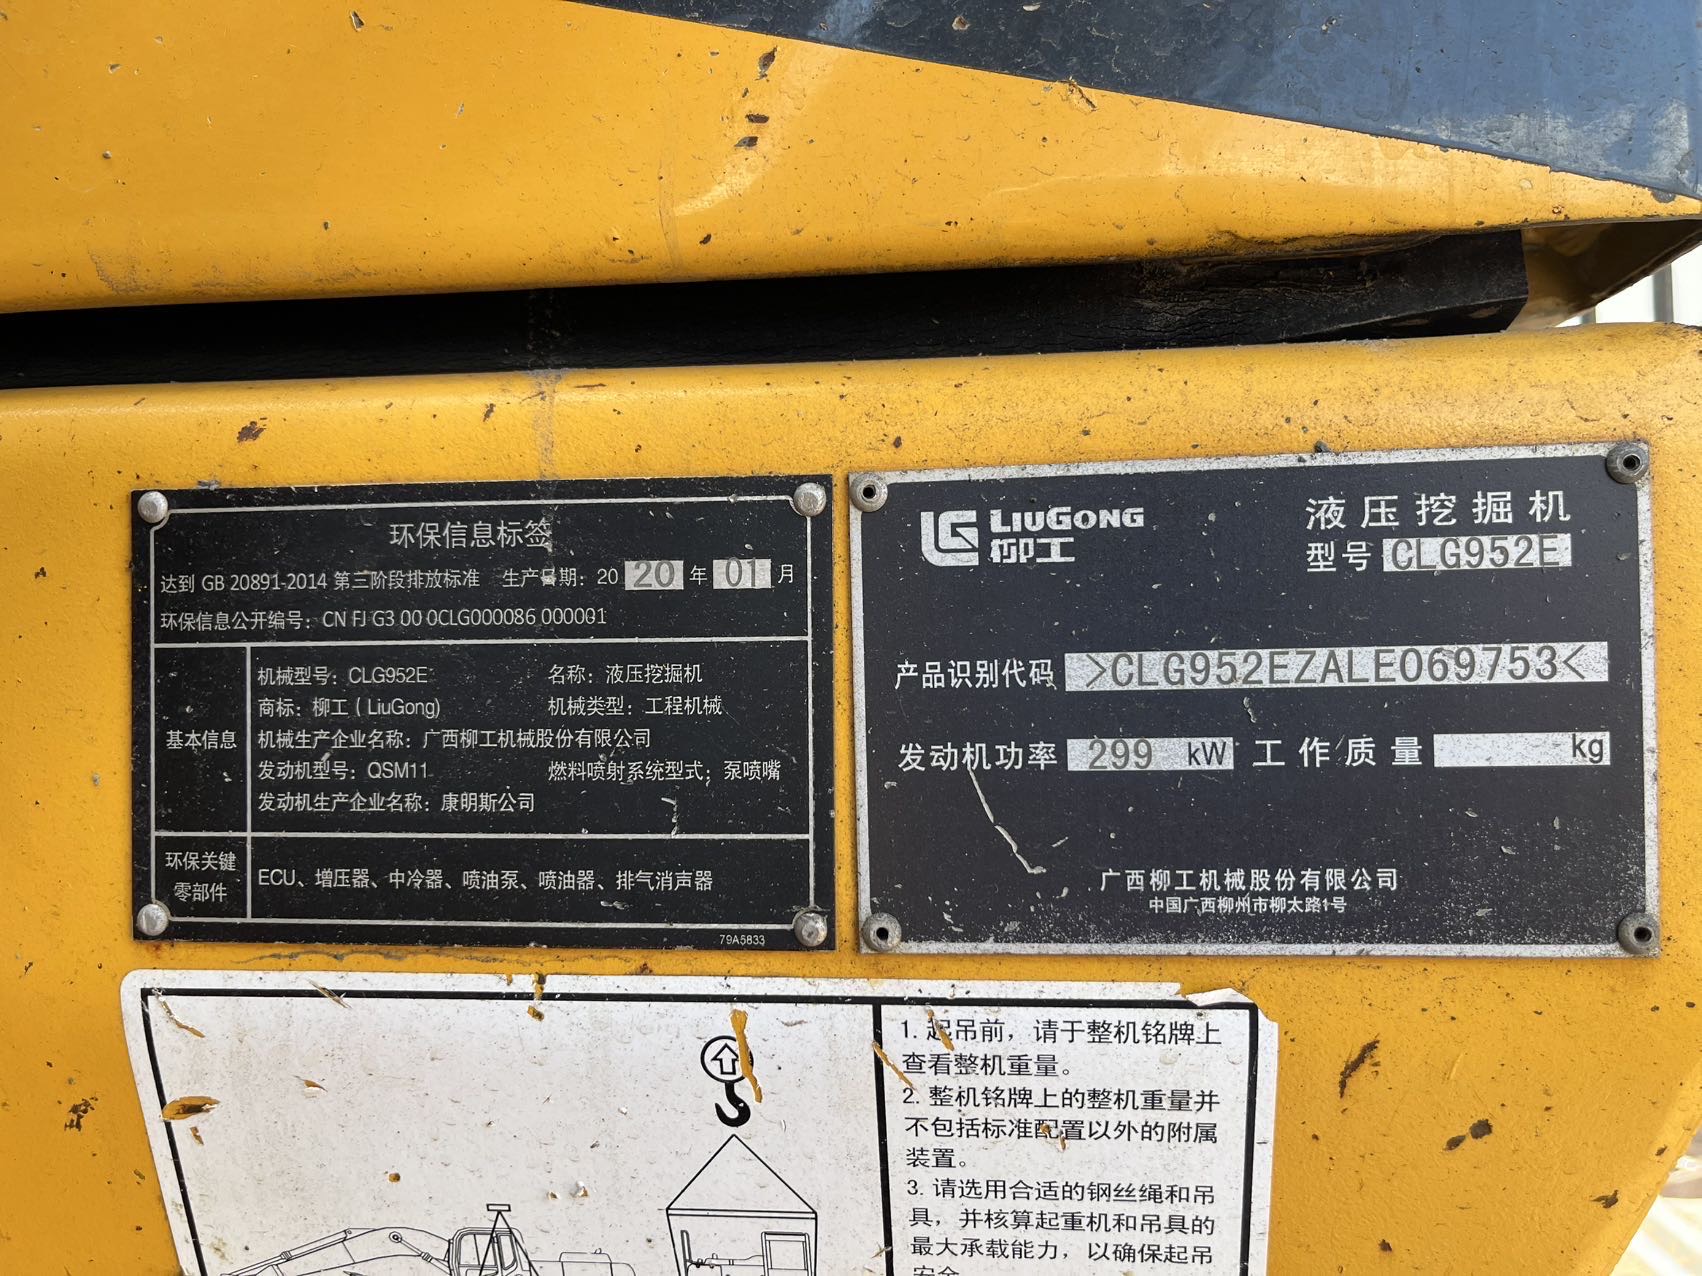 环保信息标签
达到 GB 20891-2014 第三阶段排放标准 生产日期：20 20 年 01 月
环保信息公开编号：CN FJ G3 00 0CLG000086 000001
基本信息
机械型号：CLG952E 名称：液压挖掘机
商标：柳工 (LiuGong) 机械类型：工程机械
机械生产企业名称：广西柳工机械股份有限公司
发动机型号：QSM11 燃料喷射系统型式：泵喷嘴
发动机生产企业名称：康明斯公司
环保关键
零部件
ECU、增压器、中冷器、喷油泵、喷油器、排气消声器
79A5833
LG LIUGONG
柳工
液压挖掘机
型号 CLG952E
产品识别代码 >CLG952EZALE069753<
发动机功率 299 kW 工作质量 kg
广西柳工机械股份有限公司
中国广西柳州市柳太路1号
1. 起吊前，请于整机铭牌上
查看整机重量。
2. 整机铭牌上的整机重量并
不包括标准配置以外的附属
装置。
3. 请选用合适的钢丝绳和吊
具，并核算起重机和吊具的
最大承载能力，以确保起吊
安全